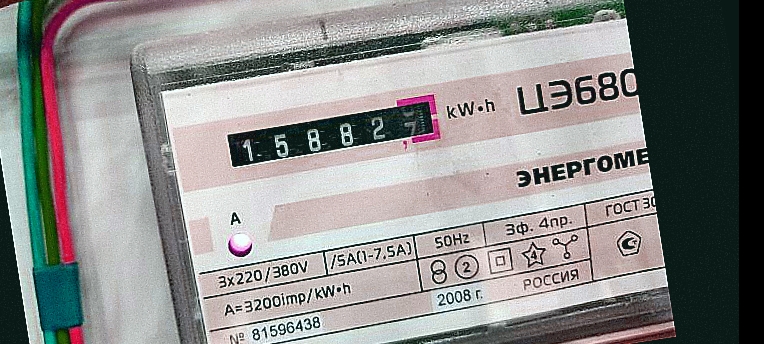 15882,7 kW•h ЦЭ680
ЭНЕРГОМЕ
A
3x220/380V /5A(1-7,5A) 50Hz 3ф. 4пр. ГОСТ 30
A=3200imp/kW•h 2 4 C
№ 81596438 2008 г. РОССИЯ